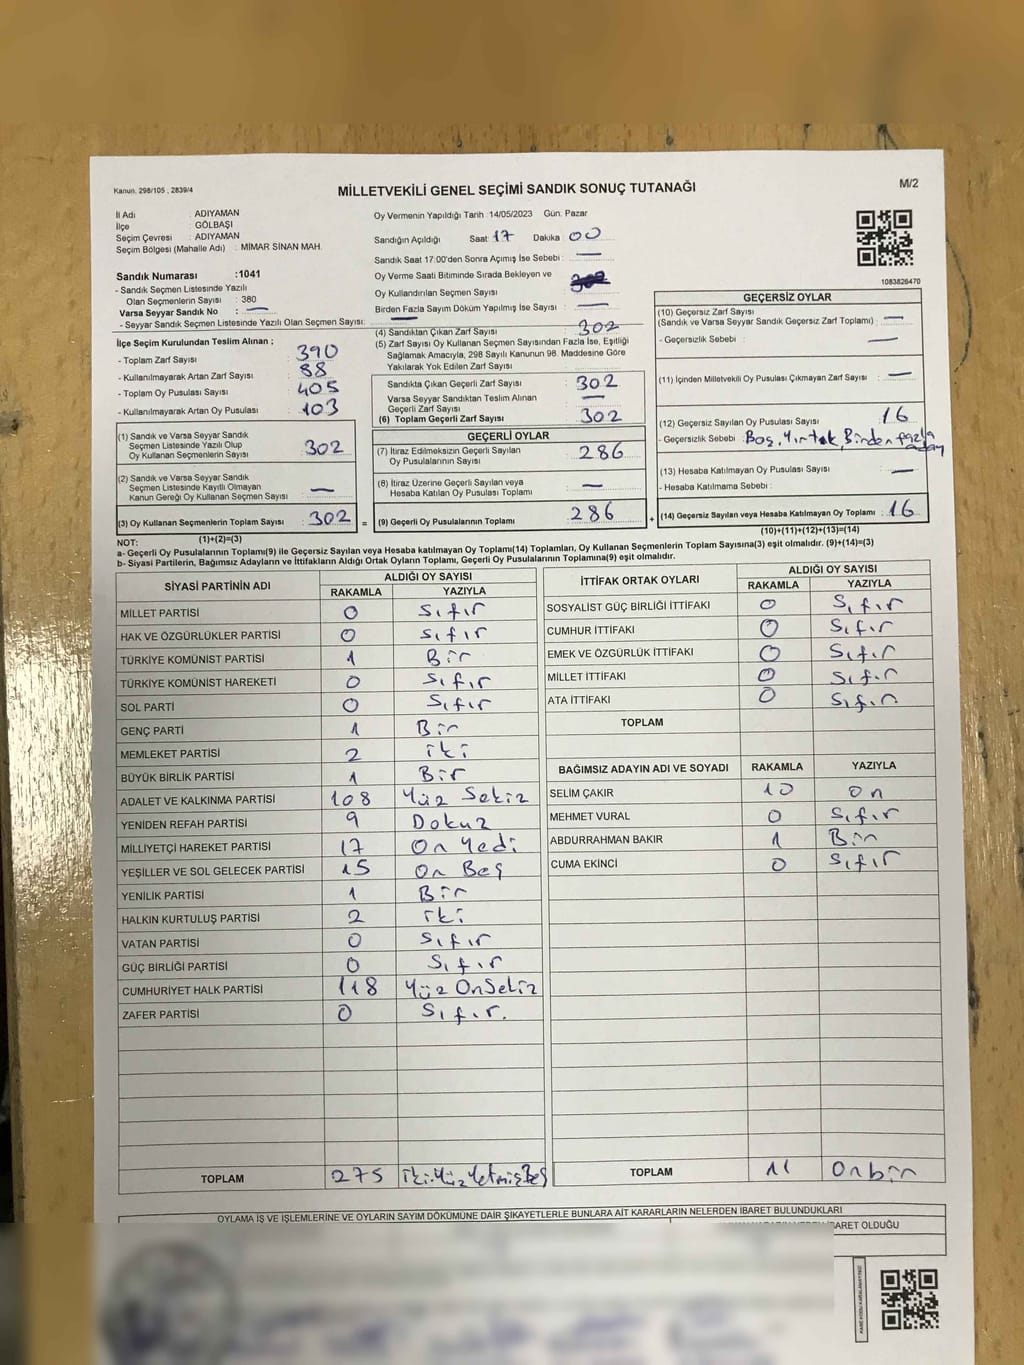 Kanun. 298/105 , 2839/4
MİLLETVEKİLİ GENEL SEÇİMİ SANDIK SONUÇ TUTANAĞI
M/2
İl Adı : ADIYAMAN
İlçe : GÖLBAŞI
Seçim Çevresi : ADIYAMAN
Seçim Bölgesi (Mahalle Adı) : MİMAR SİNAN MAH.
Sandık Numarası :1041
- Sandık Seçmen Listesinde Yazılı
Olan Seçmenlerin Sayısı : 380
Varsa Seyyar Sandık No : —
- Seyyar Sandık Seçmen Listesinde Yazılı Olan Seçmen Sayısı: —
İlçe Seçim Kurulundan Teslim Alınan ;
- Toplam Zarf Sayısı : 390
- Kullanılmayarak Artan Zarf Sayısı : 88
- Toplam Oy Pusulası Sayısı : 405
- Kullanılmayarak Artan Oy Pusulası : 103
(1) Sandık ve Varsa Seyyar Sandık
Seçmen Listesinde Yazılı Olup
Oy Kullanan Seçmenlerin Sayısı : 302
(2) Sandık ve Varsa Seyyar Sandık
Seçmen Listesinde Kayıtlı Olmayan
Kanun Gereği Oy Kullanan Seçmen Sayısı : —
(3) Oy Kullanan Seçmenlerin Toplam Sayısı : 302 =
(1)+(2)=(3)
Oy Vermenin Yapıldığı Tarih :14/05/2023 Gün: Pazar
Sandığın Açıldığı Saat: 17 Dakika : 00
Sandık Saat 17:00'den Sonra Açımış İse Sebebi : —
Oy Verme Saati Bitiminde Sırada Bekleyen ve
Oy Kullandırılan Seçmen Sayısı :
Birden Fazla Sayım Döküm Yapılmış İse Sayısı : —
(4) Sandıktan Çıkan Zarf Sayısı : 302
(5) Zarf Sayısı Oy Kullanan Seçmen Sayısından Fazla İse, Eşitliği
Sağlamak Amacıyla, 298 Sayılı Kanunun 98. Maddesine Göre
Yakılarak Yok Edilen Zarf Sayısı :
Sandıkta Çıkan Geçerli Zarf Sayısı : 302
Varsa Seyyar Sandıktan Teslim Alınan
Geçerli Zarf Sayısı : —
(6) Toplam Geçerli Zarf Sayısı : 302
GEÇERLİ OYLAR
(7) İtiraz Edilmeksizin Geçerli Sayılan
Oy Pusulalarının Sayısı : 286
(8) İtiraz Üzerine Geçerli Sayılan veya
Hesaba Katılan Oy Pusulası Toplamı : —
(9) Geçerli Oy Pusulalarının Toplamı : 286 +
1083826470
GEÇERSİZ OYLAR
(10) Geçersiz Zarf Sayısı
(Sandık ve Varsa Seyyar Sandık Geçersiz Zarf Toplamı) : —
- Geçersizlik Sebebi : —
(11) İçinden Milletvekili Oy Pusulası Çıkmayan Zarf Sayısı : —
(12) Geçersiz Sayılan Oy Pusulası Sayısı : 16
- Geçersizlik Sebebi : Boş, Yırtık, Birden fazla
aday
(13) Hesaba Katılmayan Oy Pusulası Sayısı : —
- Hesaba Katılmama Sebebi :
(14) Geçersiz Sayılan veya Hesaba Katılmayan Oy Toplamı : 16
(10)+(11)+(12)+(13)=(14)
NOT:
a- Geçerli Oy Pusulalarının Toplamı(9) ile Geçersiz Sayılan veya Hesaba katılmayan Oy Toplamı(14) Toplamları, Oy Kullanan Seçmenlerin Toplam Sayısına(3) eşit olmalıdır. (9)+(14)=(3)
b- Siyasi Partilerin, Bağımsız Adayların ve İttifakların Aldığı Ortak Oyların Toplamı, Geçerli Oy Pusulalarının Toplamına(9) eşit olmalıdır.
SİYASİ PARTİNİN ADI ALDIĞI OY SAYISI
RAKAMLA YAZIYLA
MİLLET PARTİSİ 0 Sıfır
HAK VE ÖZGÜRLÜKLER PARTİSİ 0 Sıfır
TÜRKİYE KOMÜNİST PARTİSİ 1 Bir
TÜRKİYE KOMÜNİST HAREKETİ 0 Sıfır
SOL PARTİ 0 Sıfır
GENÇ PARTİ 1 Bir
MEMLEKET PARTİSİ 2 iki
BÜYÜK BİRLİK PARTİSİ 1 Bir
ADALET VE KALKINMA PARTİSİ 108 Yüz Sekiz
YENİDEN REFAH PARTİSİ 9 Dokuz
MİLLİYETÇİ HAREKET PARTİSİ 17 On Yedi
YEŞİLLER VE SOL GELECEK PARTİSİ 15 On Beş
YENİLİK PARTİSİ 1 Bir
HALKIN KURTULUŞ PARTİSİ 2 iki
VATAN PARTİSİ 0 Sıfır
GÜÇ BİRLİĞİ PARTİSİ 0 Sıfır
CUMHURİYET HALK PARTİSİ 118 Yüz OnSekiz
ZAFER PARTİSİ 0 Sıfır.
TOPLAM 275 iki Yüz Yetmiş Beş
İTTİFAK ORTAK OYLARI ALDIĞI OY SAYISI
RAKAMLA YAZIYLA
SOSYALİST GÜÇ BİRLİĞİ İTTİFAKI 0 Sıfır
CUMHUR İTTİFAKI 0 Sıfır
EMEK VE ÖZGÜRLÜK İTTİFAKI 0 Sıfır
MİLLET İTTİFAKI 0 Sıfır
ATA İTTİFAKI 0 Sıfır
TOPLAM
BAĞIMSIZ ADAYIN ADI VE SOYADI RAKAMLA YAZIYLA
SELİM ÇAKIR 10 on
MEHMET VURAL 0 Sıfır
ABDURRAHMAN BAKIR 1 Bir
CUMA EKİNCİ 0 Sıfır
TOPLAM 11 Onbir
OYLAMA İŞ VE İŞLEMLERİNE VE OYLARIN SAYIM DÖKÜMÜNE DAİR ŞİKAYETLERLE BUNLARA AİT KARARLARIN NELERDEN İBARET BULUNDUKLARI
İBARET OLDUĞU